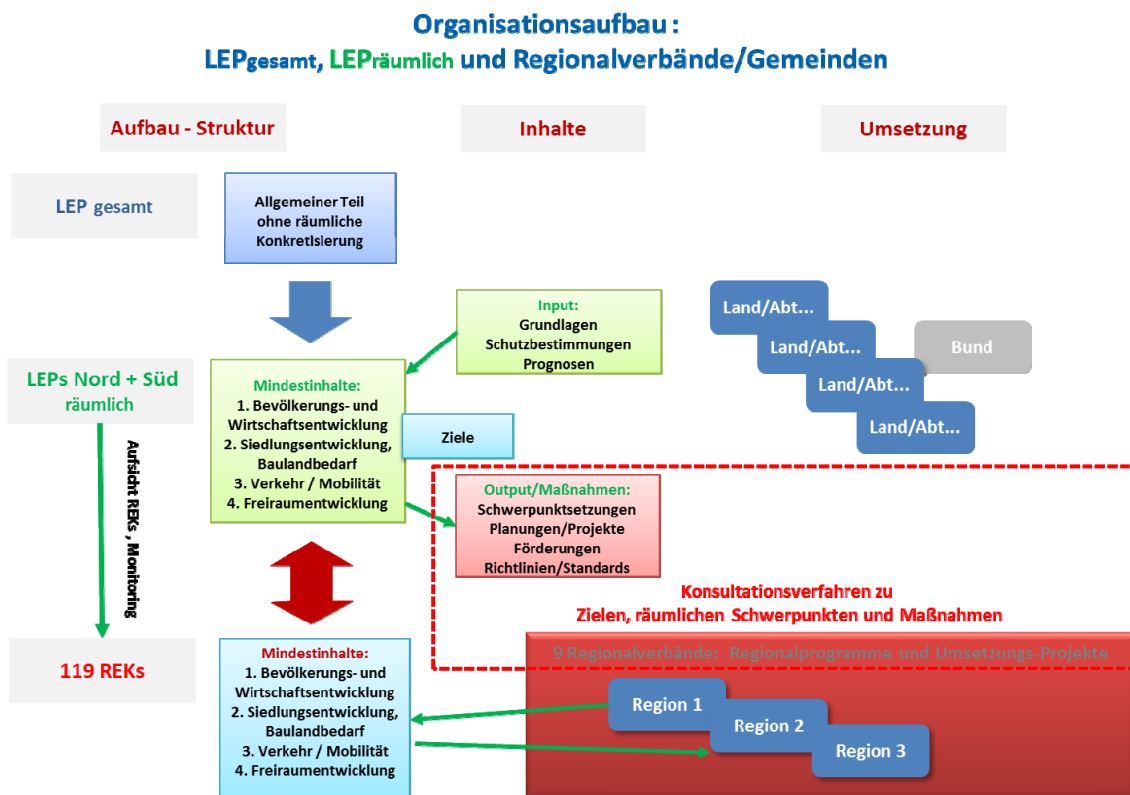 Organisationsaufbau :
LEPgesamt, LEPräumlich und Regionalverbände/Gemeinden
Aufbau - Struktur
Inhalte
Umsetzung
LEP gesamt
Allgemeiner Teil
ohne räumliche
Konkretisierung
Input:
Grundlagen
Schutzbestimmungen
Prognosen
Land/Abt...
Land/Abt...
Land/Abt...
Land/Abt...
Bund
LEPs Nord + Süd
räumlich
Mindestinhalte:
1. Bevölkerungs- und
Wirtschaftsentwicklung
2. Siedlungsentwicklung,
Baulandbedarf
3. Verkehr / Mobilität
4. Freiraumentwicklung
Ziele
Aufsicht REKs , Monitoring
Output/Maßnahmen:
Schwerpunktsetzungen
Planungen/Projekte
Förderungen
Richtlinien/Standards
Konsultationsverfahren zu
Zielen, räumlichen Schwerpunkten und Maßnahmen
119 REKs
Mindestinhalte:
1. Bevölkerungs- und
Wirtschaftsentwicklung
2. Siedlungsentwicklung,
Baulandbedarf
3. Verkehr / Mobilität
4. Freiraumentwicklung
9 Regionalverbände: Regionalprogramme und Umsetzungs-Projekte
Region 1
Region 2
Region 3